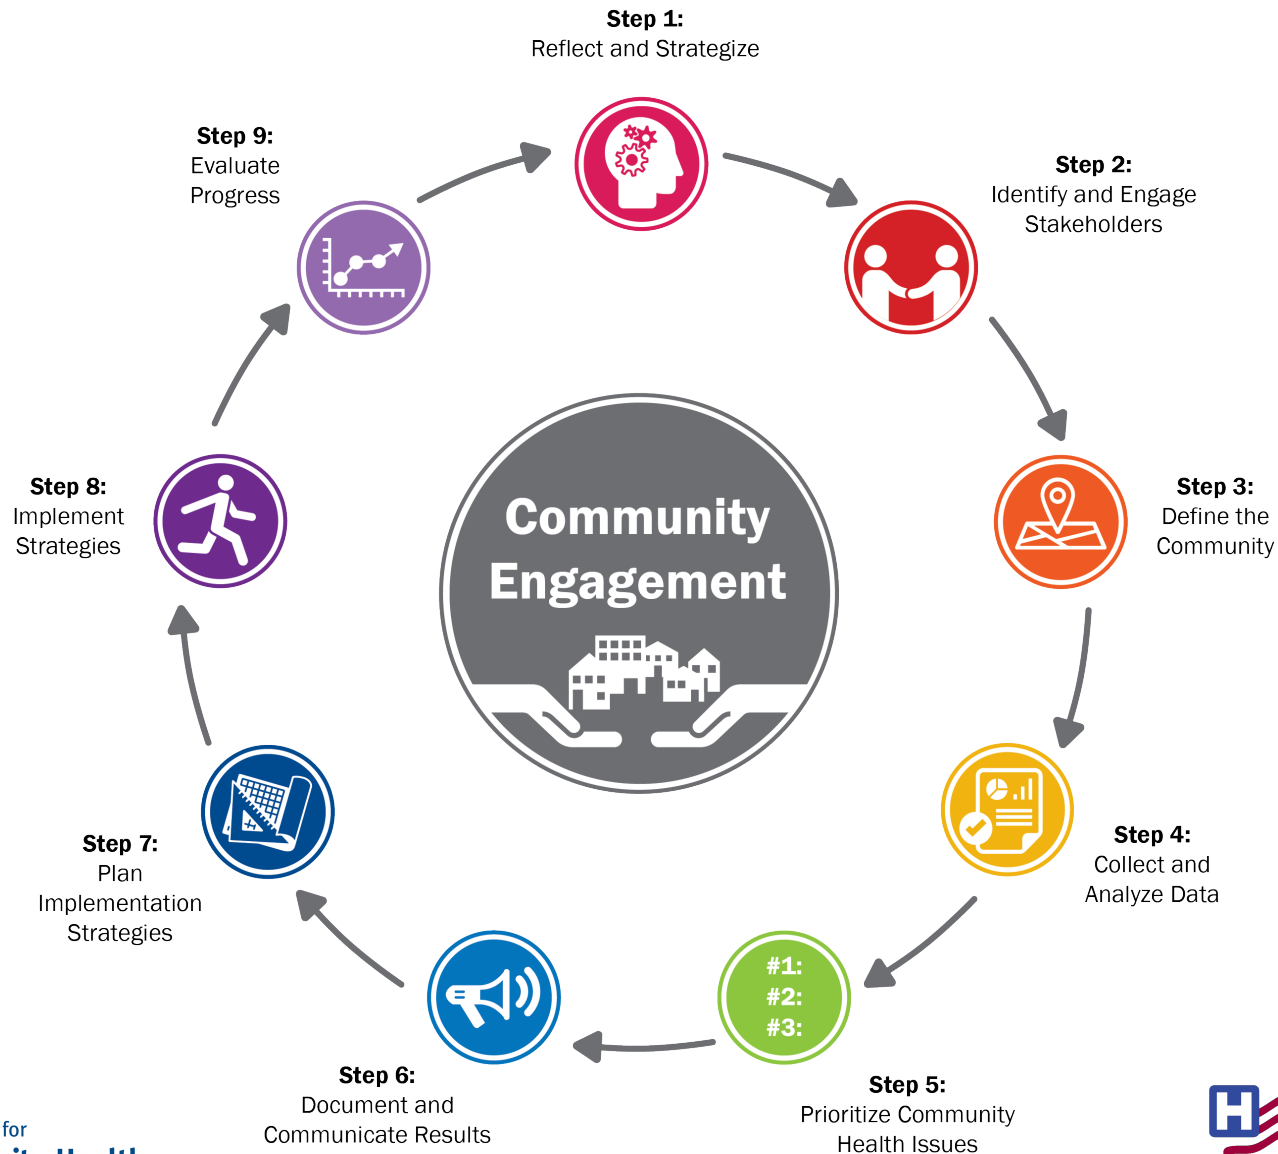 Step 1:
Reflect and Strategize
Step 2:
Identify and Engage
Stakeholders
Step 3:
Define the
Community
Step 4:
Collect and
Analyze Data
#1:
#2:
#3:
Step 5:
Prioritize Community
Health Issues
Step 6:
Document and
Communicate Results
Step 7:
Plan
Implementation
Strategies
Step 8:
Implement
Strategies
Step 9:
Evaluate
Progress
Community
Engagement
for
H